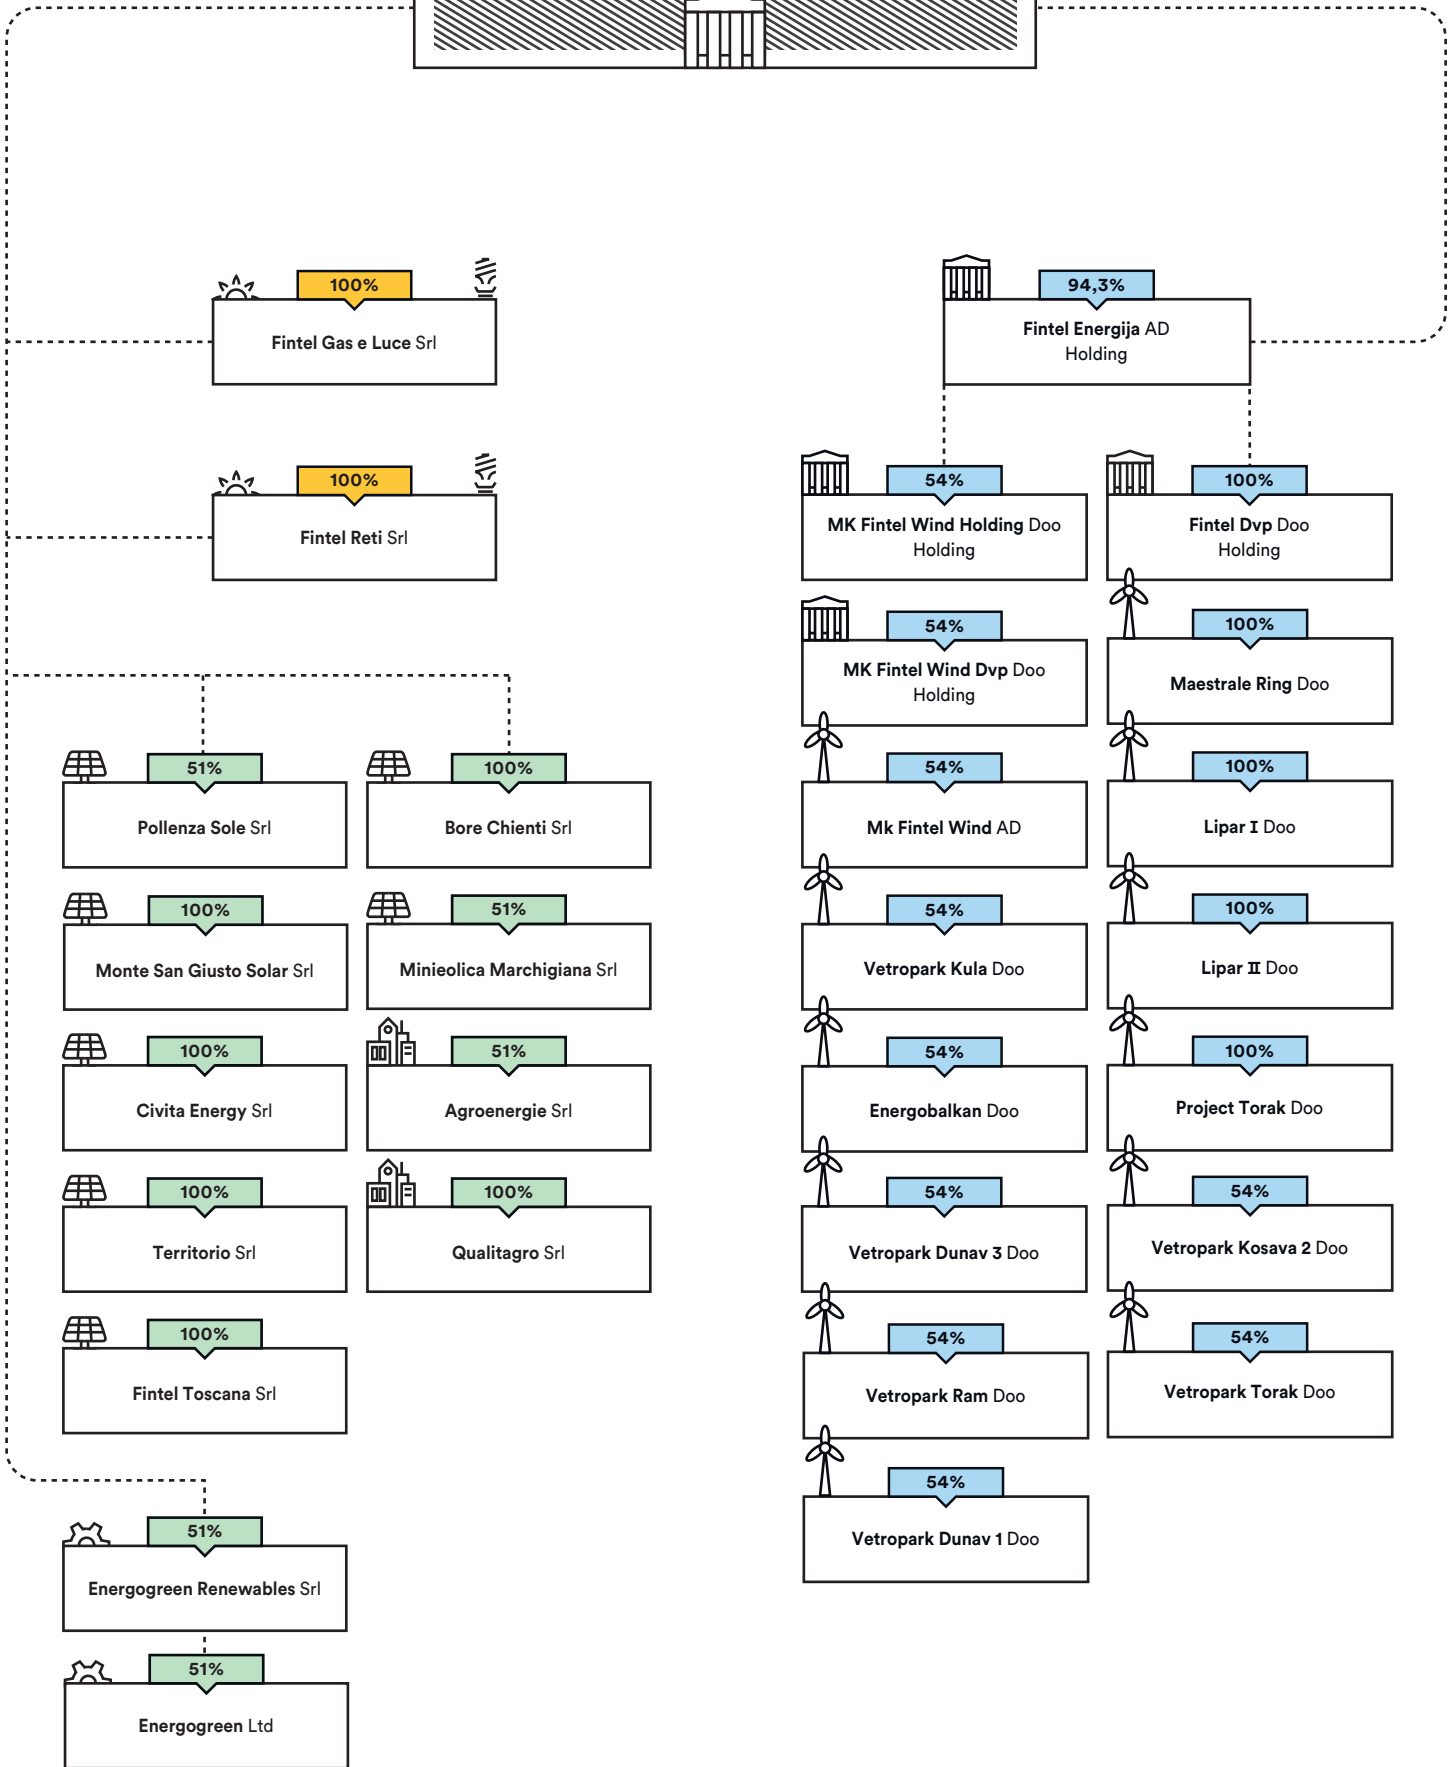 100%
Fintel Gas e Luce Srl
100%
Fintel Reti Srl
51%
Pollenza Sole Srl
100%
Bore Chienti Srl
100%
Monte San Giusto Solar Srl
51%
Minieolica Marchigiana Srl
100%
Civita Energy Srl
51%
Agroenergie Srl
100%
Territorio Srl
100%
Qualitagro Srl
100%
Fintel Toscana Srl
51%
Energogreen Renewables Srl
51%
Energogreen Ltd
94,3%
Fintel Energija AD
Holding
54%
MK Fintel Wind Holding Doo
Holding
54%
MK Fintel Wind Dvp Doo
Holding
54%
Mk Fintel Wind AD
54%
Vetropark Kula Doo
54%
Energobalkan Doo
54%
Vetropark Dunav 3 Doo
54%
Vetropark Ram Doo
54%
Vetropark Dunav 1 Doo
100%
Fintel Dvp Doo
Holding
100%
Maestrale Ring Doo
100%
Lipar I Doo
100%
Lipar II Doo
100%
Project Torak Doo
54%
Vetropark Kosava 2 Doo
54%
Vetropark Torak Doo